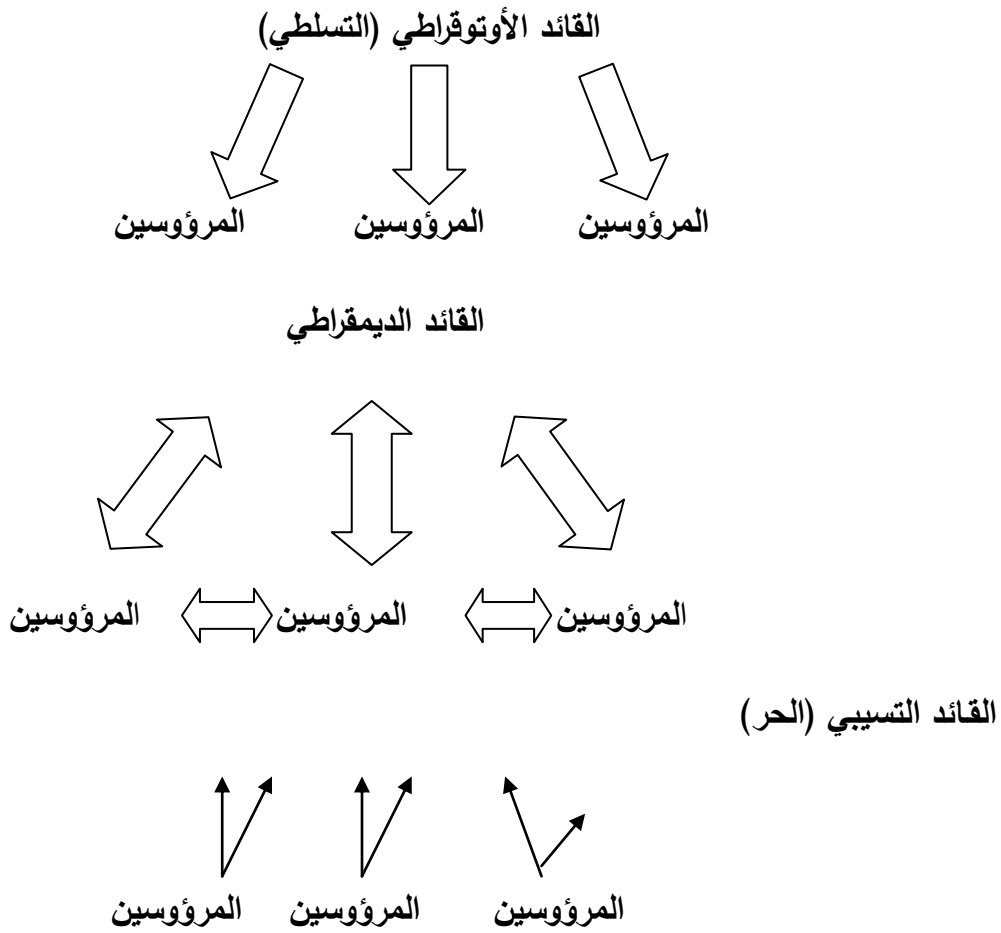 القائد الأوتوقراطي (التسلطي)
المرؤوسين المرؤوسين المرؤوسين
القائد الديمقراطي
المرؤوسين المرؤوسين المرؤوسين
القائد التسيبي (الحر)
المرؤوسين المرؤوسين المرؤوسين